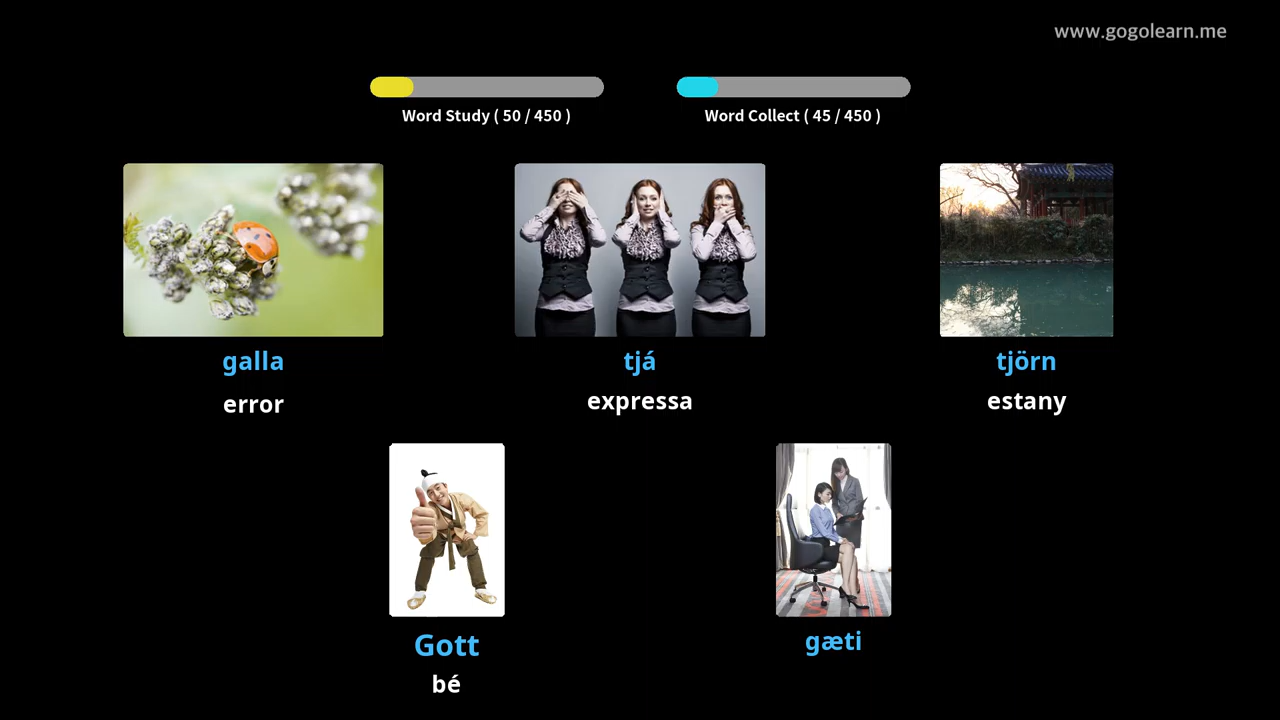 www.gogolearn.me
Word Study ( 50 / 450 )
Word Collect ( 45 / 450 )
galla
error
tjá
expressa
tjörn
estany
Gott
bé
gæti